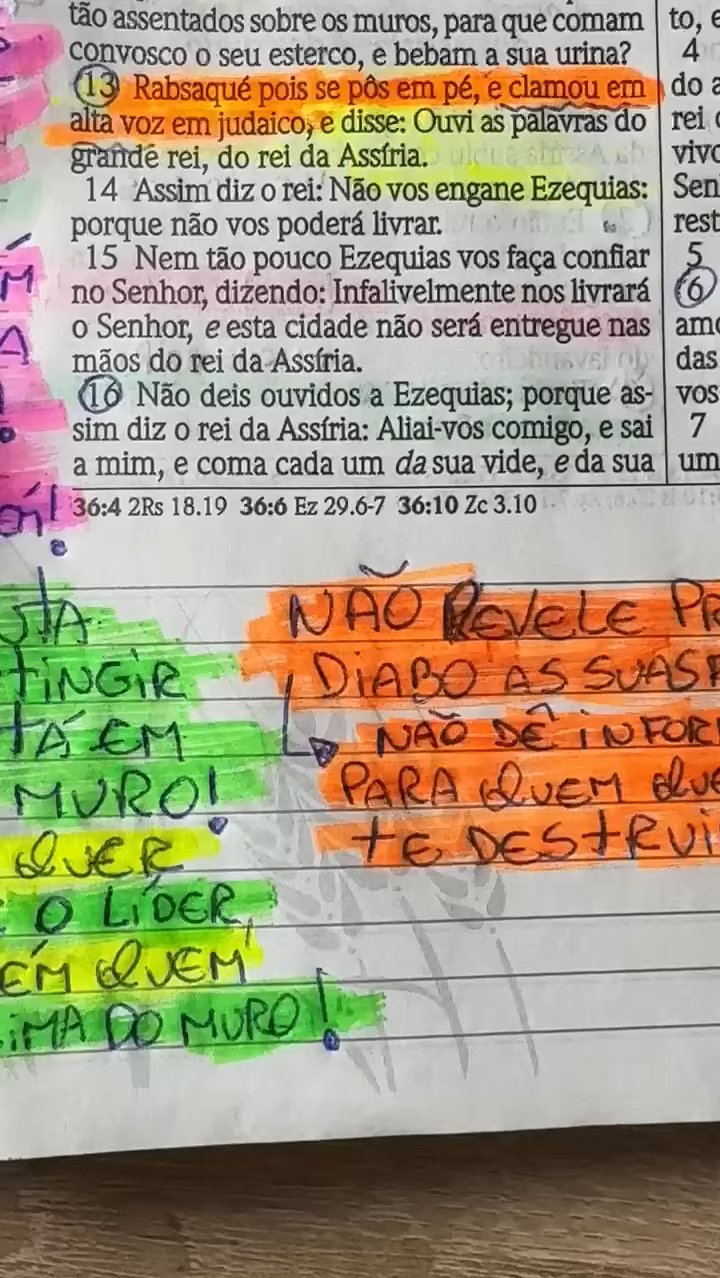 tão assentados sobre os muros, para que comam
convosco o seu esterco, e bebam a sua urina?
13 Rabsaqué pois se pôs em pé, e clamou em
alta voz em judaico, e disse: Ouvi as palavras do
grande rei, do rei da Assíria.
14 Assim diz o rei: Não vos engane Ezequias:
porque não vos poderá livrar.
15 Nem tão pouco Ezequias vos faça confiar
no Senhor, dizendo: Infalivelmente nos livrará
o Senhor, e esta cidade não será entregue nas
mãos do rei da Assíria.
16 Não deis ouvidos a Ezequias; porque as-
sim diz o rei da Assíria: Aliai-vos comigo, e sai
a mim, e coma cada um da sua vide, e da sua
36:4 2Rs 18.19 36:6 Ez 29.6-7 36:10 Zc 3.10
to, e
4
do a
rei
vivo
Sen
rest
5
6
amo
das
vos
7
um
M
A
STA
TINGIR
TÁ EM
MURO!
QUER
O LÍDER,
ÉM QUEM
IMA DO MURO!
NÃO REVELE PR
DIABO AS SUAS
NÃO DÊ INFOR
PARA QUEM QUE
TE DESTRUI